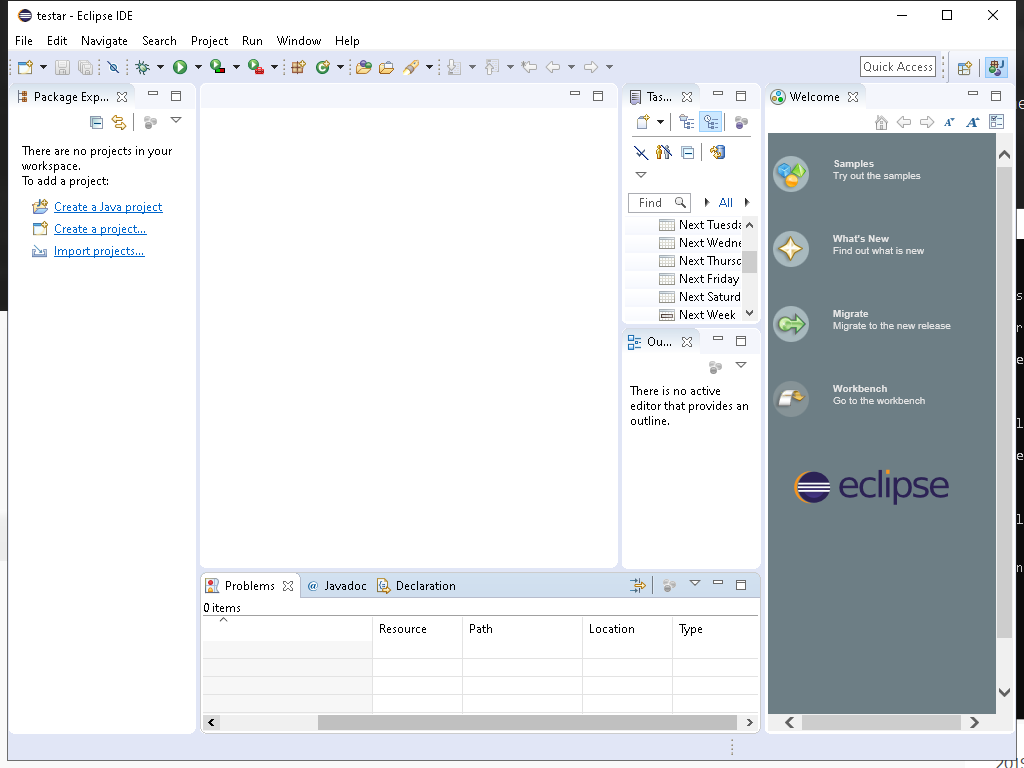 testar - Eclipse IDE
File Edit Navigate Search Project Run Window Help
Quick Access
Package Exp...
There are no projects in your
workspace.
To add a project:
Create a Java project
Create a project...
Import projects...
Tas...
Find
All
Next Tuesda
Next Wedne
Next Thursd
Next Friday
Next Saturd
Next Week
Ou...
There is no active
editor that provides an
outline.
Welcome
Samples
Try out the samples
What's New
Find out what is new
Migrate
Migrate to the new release
Workbench
Go to the workbench
eclipse
Problems @ Javadoc Declaration
0 items
Resource Path Location Type